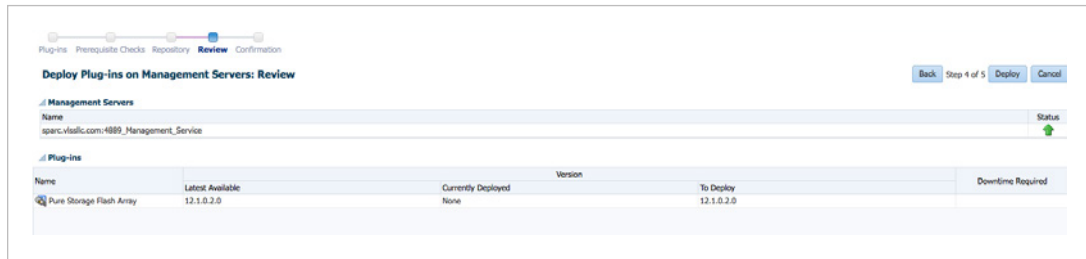 Plug-ins Prerequisite Checks Repository Review Confirmation
Deploy Plug-ins on Management Servers: Review
Back Step 4 of 5 Deploy Cancel
Management Servers
Name Status
sparc.vlssllc.com:4889_Management_Service
Plug-ins
Name Version Downtime Required
Latest Available Currently Deployed To Deploy
Pure Storage Flash Array 12.1.0.2.0 None 12.1.0.2.0